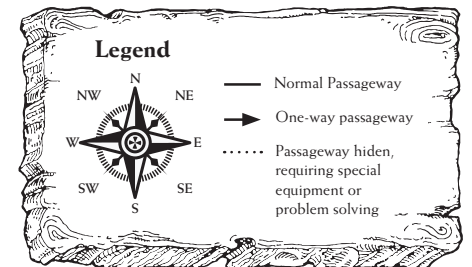 Legend
N
NW NE
W E
SW SE
S
Normal Passageway
One-way passageway
Passageway hiden,
requiring special
equipment or
problem solving